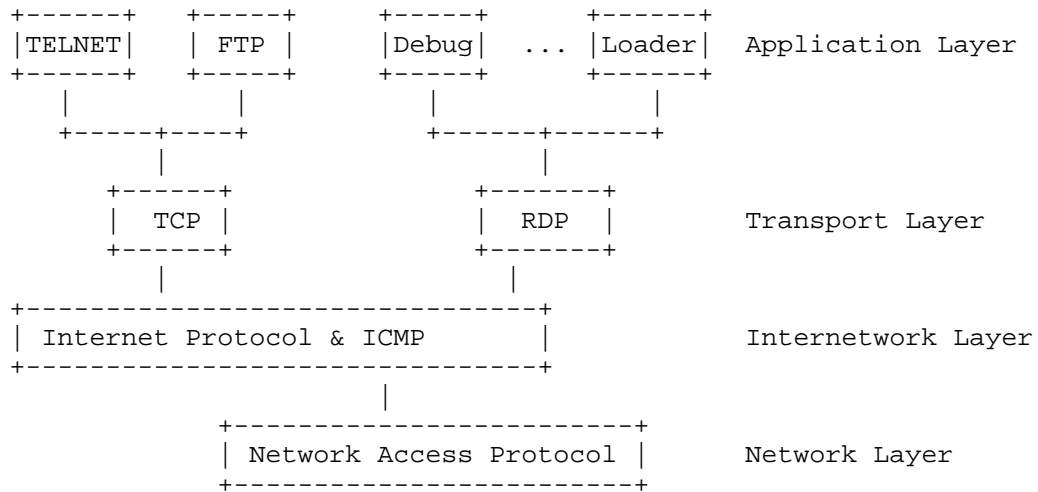 TELNET FTP Debug ... Loader Application Layer
TCP RDP Transport Layer
Internet Protocol & ICMP Internetwork Layer
Network Access Protocol Network Layer